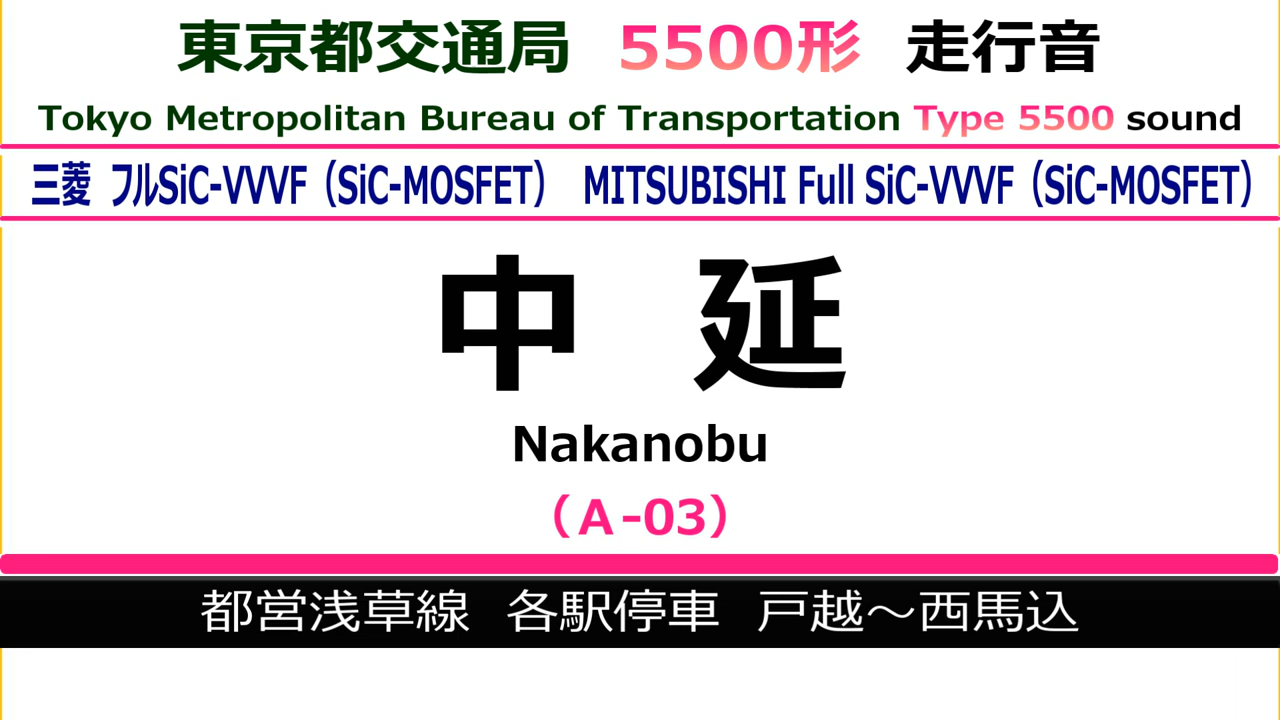 東京都交通局 5500形 走行音
Tokyo Metropolitan Bureau of Transportation Type 5500 sound
三菱 フルSiC-VVVF（SiC-MOSFET） MITSUBISHI Full SiC-VVVF（SiC-MOSFET）
中 延
Nakanobu
（Ａ-03）
都営浅草線 各駅停車 戸越～西馬込